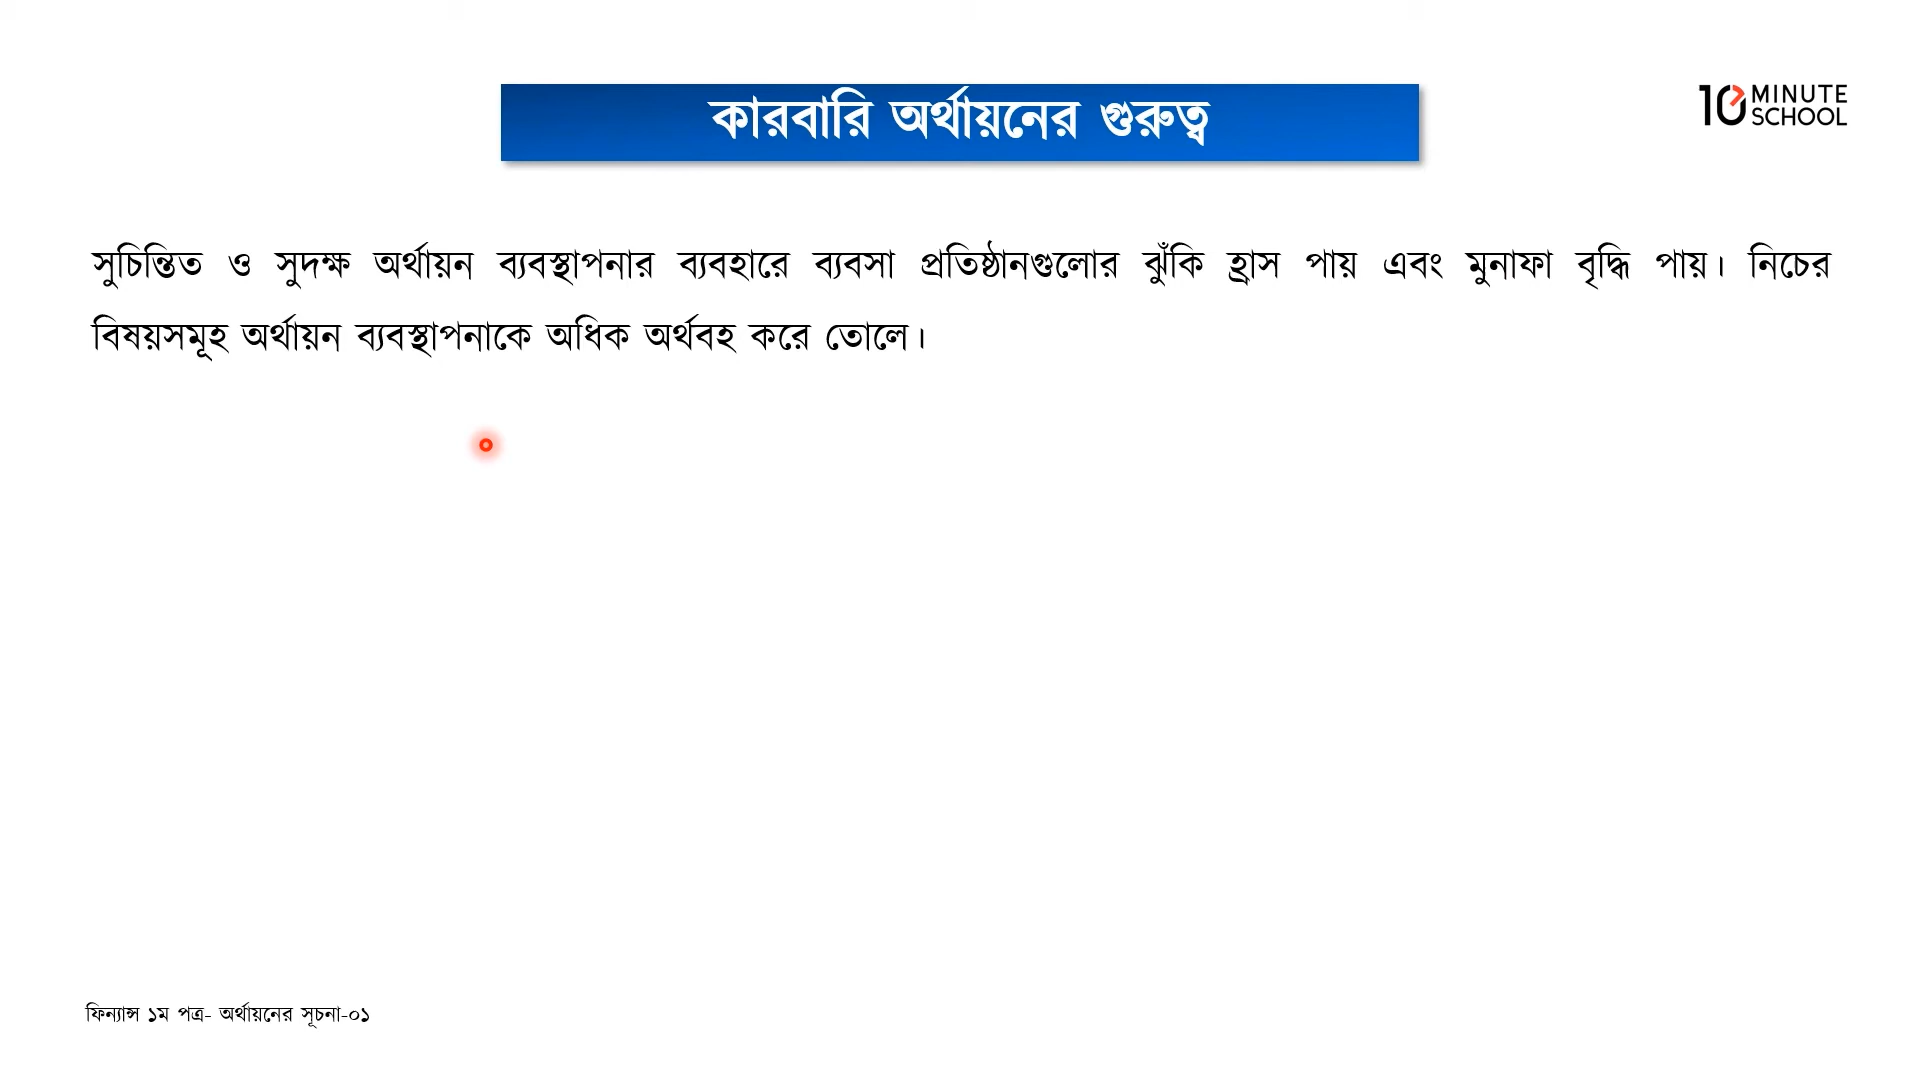 কারবারি অর্থায়নের গুরুত্ব
10 MINUTE SCHOOL
সুচিন্তিত ও সুদক্ষ অর্থায়ন ব্যবস্থাপনার ব্যবহারে ব্যবসা প্রতিষ্ঠানগুলোর ঝুঁকি হ্রাস পায় এবং মুনাফা বৃদ্ধি পায়। নিচের
বিষয়সমূহ অর্থায়ন ব্যবস্থাপনাকে অধিক অর্থবহ করে তোলে।
ফিন্যান্স ১ম পত্র- অর্থায়নের সূচনা-০১